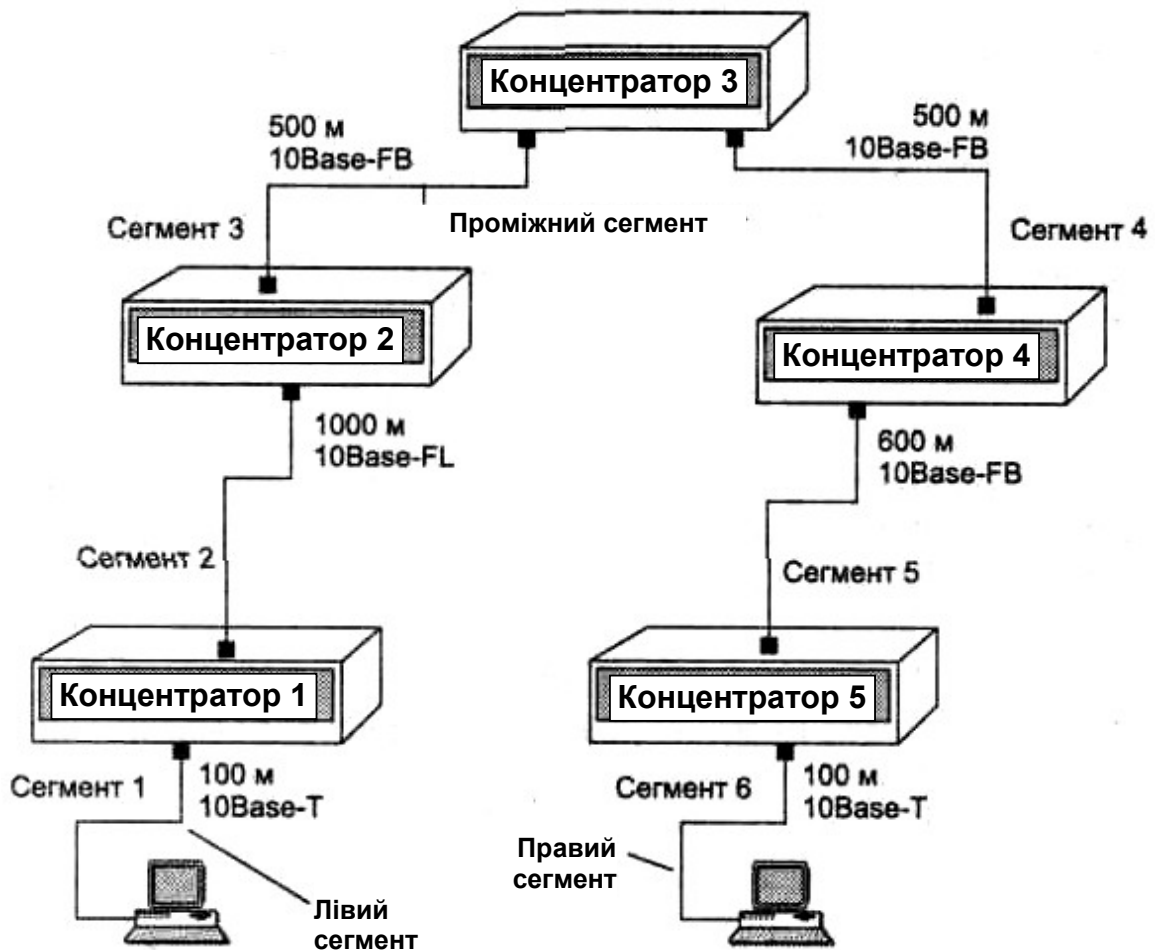 Концентратор 3
500 м
10Base-FB
500 м
10Base-FB
Проміжний сегмент
Сегмент 3
Сегмент 4
Концентратор 2
Концентратор 4
1000 м
10Base-FL
600 м
10Base-FB
Сегмент 2
Сегмент 5
Концентратор 1
Концентратор 5
Сегмент 1
100 м
10Base-T
Сегмент 6
100 м
10Base-T
Правий
сегмент
Лівий
сегмент